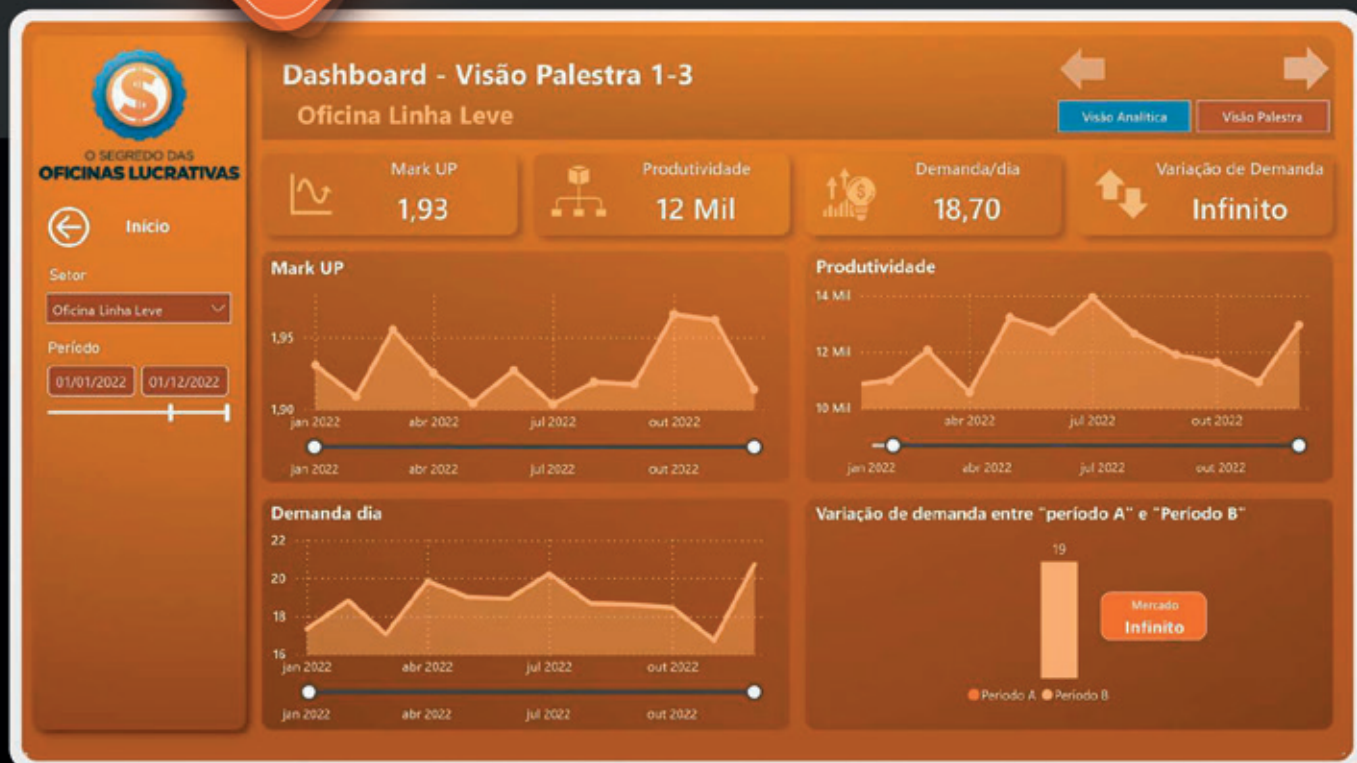 Dashboard - Visão Palestra 1-3
Oficina Linha Leve
Visão Analítica
Visão Palestra
O SEGREDO DAS
OFICINAS LUCRATIVAS
Início
Setor
Oficina Linha Leve
Período
01/01/2022 01/12/2022
Mark UP
1,93
Produtividade
12 Mil
Demanda/dia
18,70
Variação de Demanda
Infinito
Mark UP
1,95
1,90
jan 2022 abr 2022 jul 2022 out 2022
jan 2022 abr 2022 jul 2022 out 2022
Produtividade
14 Mil
12 Mil
10 Mil
abr 2022 jul 2022 out 2022
jan 2022 abr 2022 jul 2022 out 2022
Demanda dia
22
20
18
16
jan 2022 abr 2022 jul 2022 out 2022
jan 2022 abr 2022 jul 2022 out 2022
Variação de demanda entre "período A" e "Período B"
19
Mercado
Infinito
Periodo A Periodo B